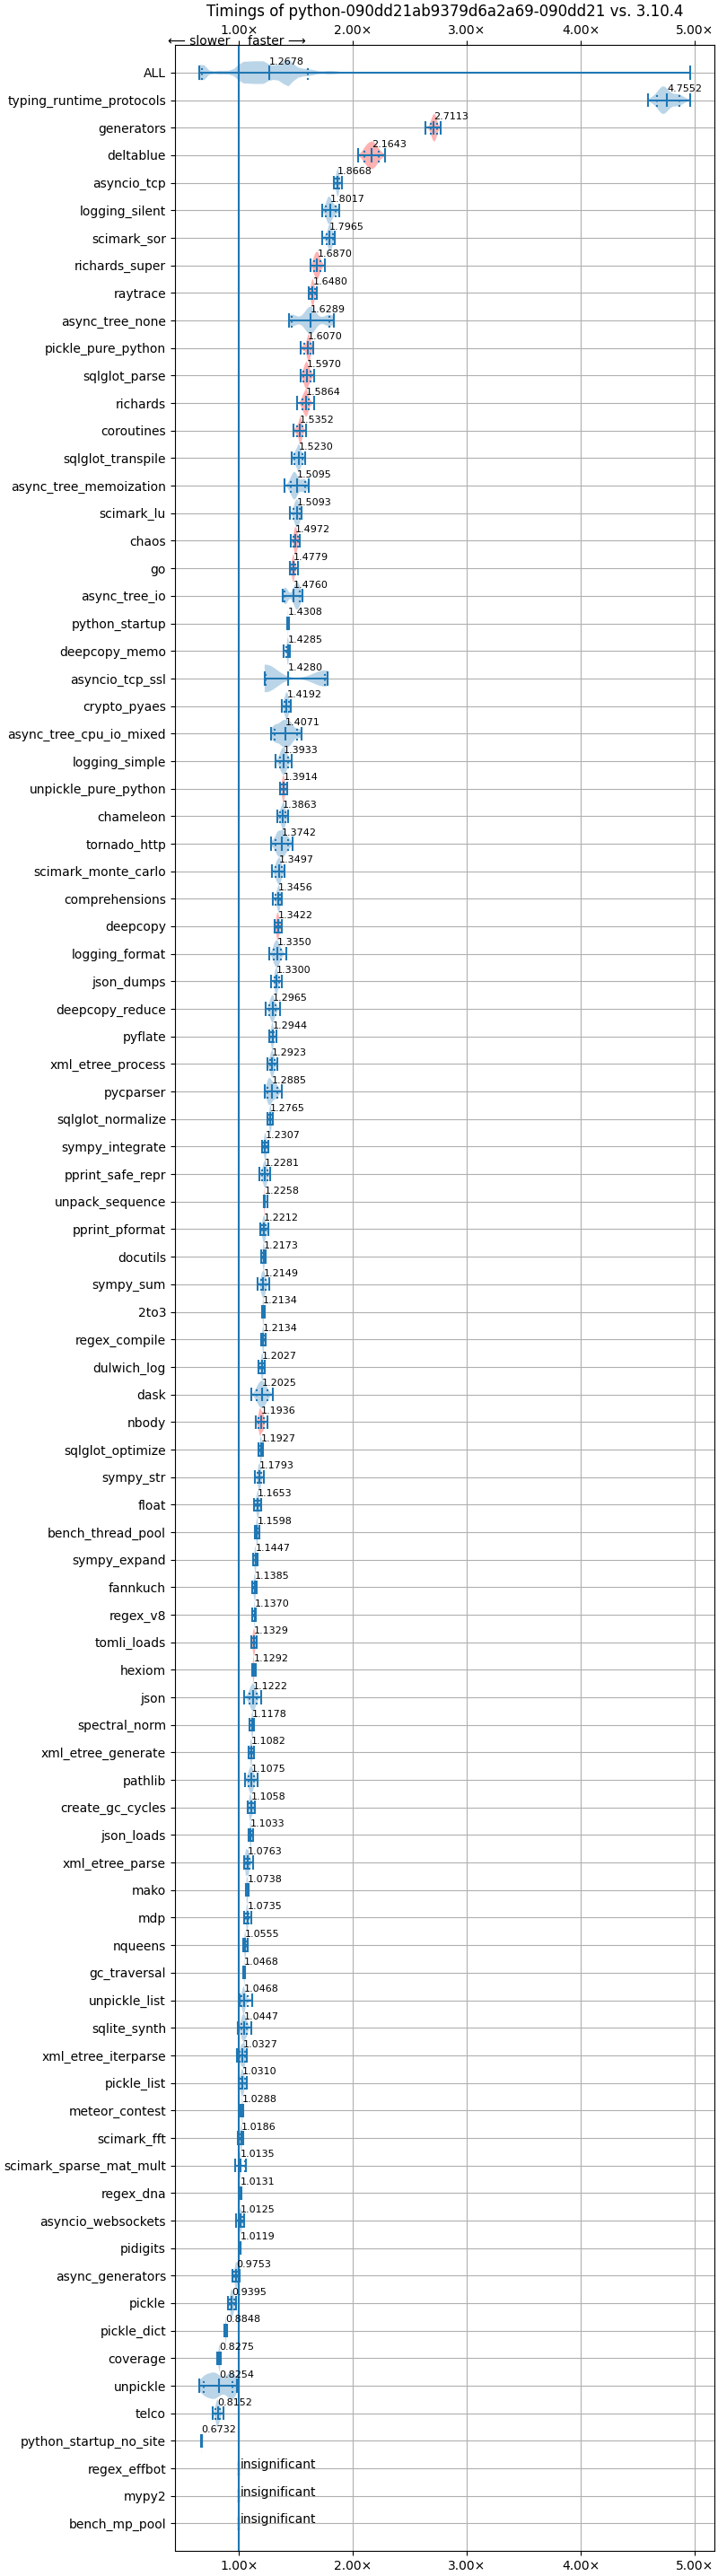 Timings of python-090dd21ab9379d6a2a69-090dd21 vs. 3.10.4
⟵ slower faster ⟶
1.00× 2.00× 3.00× 4.00× 5.00×
ALL 1.2678
typing_runtime_protocols 4.7552
generators 2.7113
deltablue 2.1643
asyncio_tcp 1.8668
logging_silent 1.8017
scimark_sor 1.7965
richards_super 1.6870
raytrace 1.6480
async_tree_none 1.6289
pickle_pure_python 1.6070
sqlglot_parse 1.5970
richards 1.5864
coroutines 1.5352
sqlglot_transpile 1.5230
async_tree_memoization 1.5095
scimark_lu 1.5093
chaos 1.4972
go 1.4779
async_tree_io 1.4760
python_startup 1.4308
deepcopy_memo 1.4285
asyncio_tcp_ssl 1.4280
crypto_pyaes 1.4192
async_tree_cpu_io_mixed 1.4071
logging_simple 1.3933
unpickle_pure_python 1.3914
chameleon 1.3863
tornado_http 1.3742
scimark_monte_carlo 1.3497
comprehensions 1.3456
deepcopy 1.3422
logging_format 1.3350
json_dumps 1.3300
deepcopy_reduce 1.2965
pyflate 1.2944
xml_etree_process 1.2923
pycparser 1.2885
sqlglot_normalize 1.2765
sympy_integrate 1.2307
pprint_safe_repr 1.2281
unpack_sequence 1.2258
pprint_pformat 1.2212
docutils 1.2173
sympy_sum 1.2149
2to3 1.2134
regex_compile 1.2134
dulwich_log 1.2027
dask 1.2025
nbody 1.1936
sqlglot_optimize 1.1927
sympy_str 1.1793
float 1.1653
bench_thread_pool 1.1598
sympy_expand 1.1447
fannkuch 1.1385
regex_v8 1.1370
tomli_loads 1.1329
hexiom 1.1292
json 1.1222
spectral_norm 1.1178
xml_etree_generate 1.1082
pathlib 1.1075
create_gc_cycles 1.1058
json_loads 1.1033
xml_etree_parse 1.0763
mako 1.0738
mdp 1.0735
nqueens 1.0555
gc_traversal 1.0468
unpickle_list 1.0468
sqlite_synth 1.0447
xml_etree_iterparse 1.0327
pickle_list 1.0310
meteor_contest 1.0288
scimark_fft 1.0186
scimark_sparse_mat_mult 1.0135
regex_dna 1.0131
asyncio_websockets 1.0125
pidigits 1.0119
async_generators 0.9753
pickle 0.9395
pickle_dict 0.8848
coverage 0.8275
unpickle 0.8254
telco 0.8152
python_startup_no_site 0.6732
regex_effbot insignificant
mypy2 insignificant
bench_mp_pool insignificant
1.00× 2.00× 3.00× 4.00× 5.00×